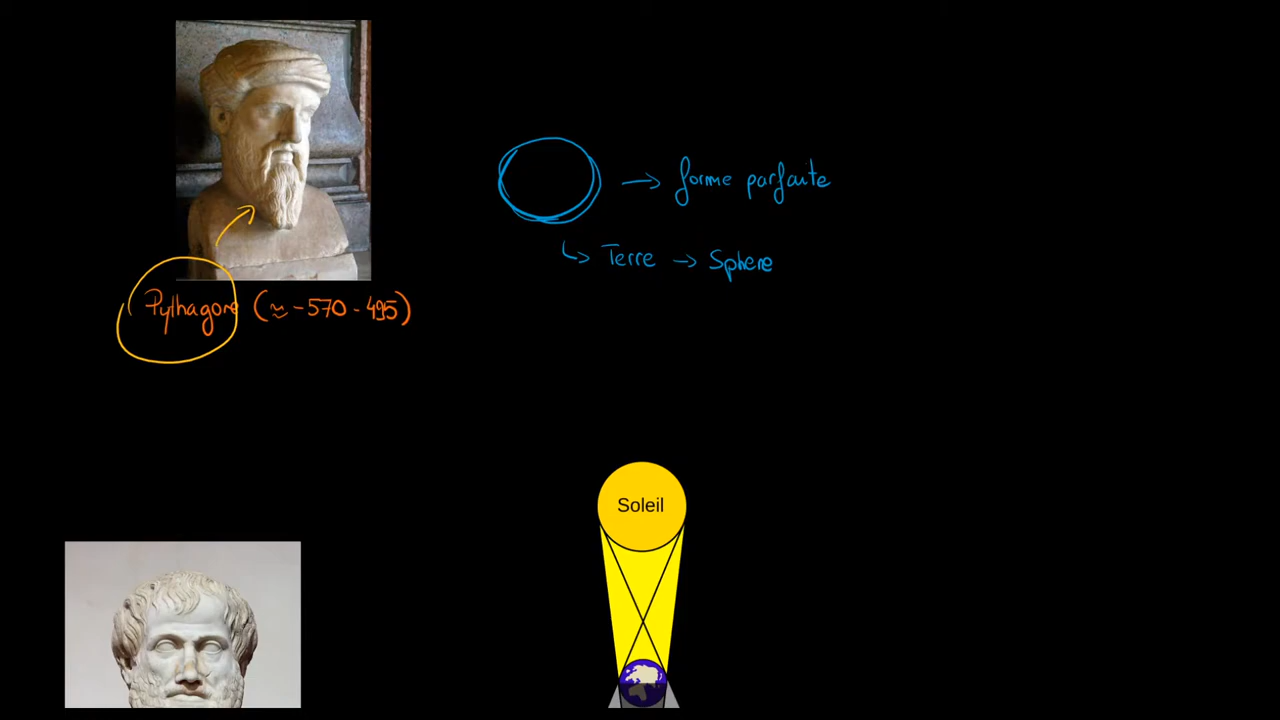 forme parfaite
Terre → Sphere
Pythagore (≈ -570 - 495)
Soleil